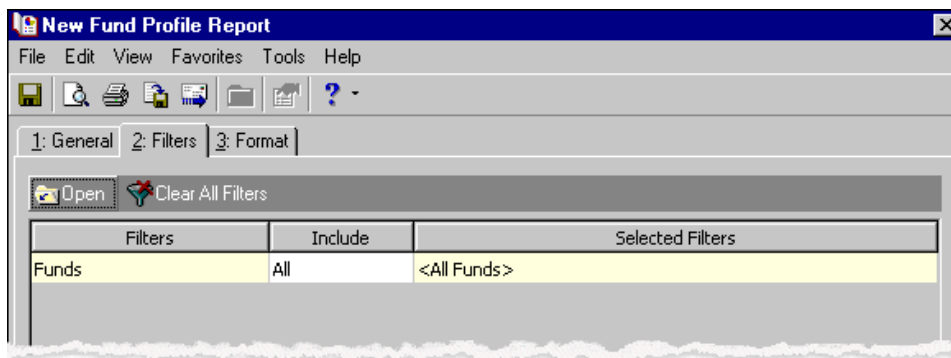 New Fund Profile Report
File Edit View Favorites Tools Help
1: General 2: Filters 3: Format
Open Clear All Filters
Filters Include Selected Filters
Funds All <All Funds>